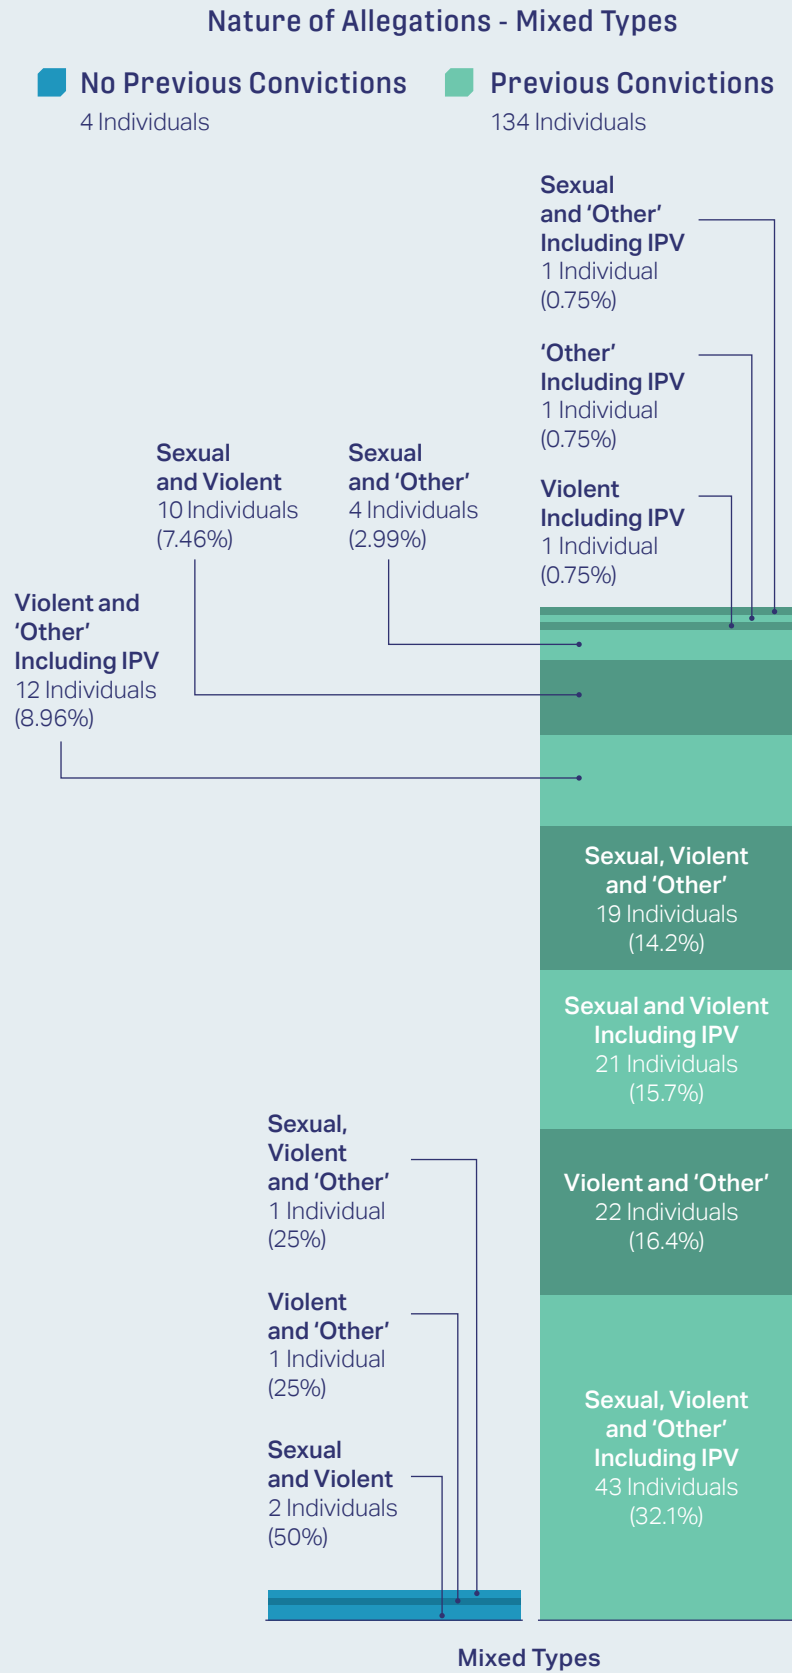 Nature of Allegations - Mixed Types
No Previous Convictions
4 Individuals
Previous Convictions
134 Individuals
Sexual
and ‘Other’
Including IPV
1 Individual
(0.75%)
‘Other’
Including IPV
1 Individual
(0.75%)
Violent
Including IPV
1 Individual
(0.75%)
Sexual
and ‘Other’
4 Individuals
(2.99%)
Sexual
and Violent
10 Individuals
(7.46%)
Violent and
‘Other’
Including IPV
12 Individuals
(8.96%)
Sexual, Violent
and ‘Other’
19 Individuals
(14.2%)
Sexual and Violent
Including IPV
21 Individuals
(15.7%)
Violent and ‘Other’
22 Individuals
(16.4%)
Sexual, Violent
and ‘Other’
Including IPV
43 Individuals
(32.1%)
Sexual,
Violent
and ‘Other’
1 Individual
(25%)
Violent
and ‘Other’
1 Individual
(25%)
Sexual
and Violent
2 Individuals
(50%)
Mixed Types